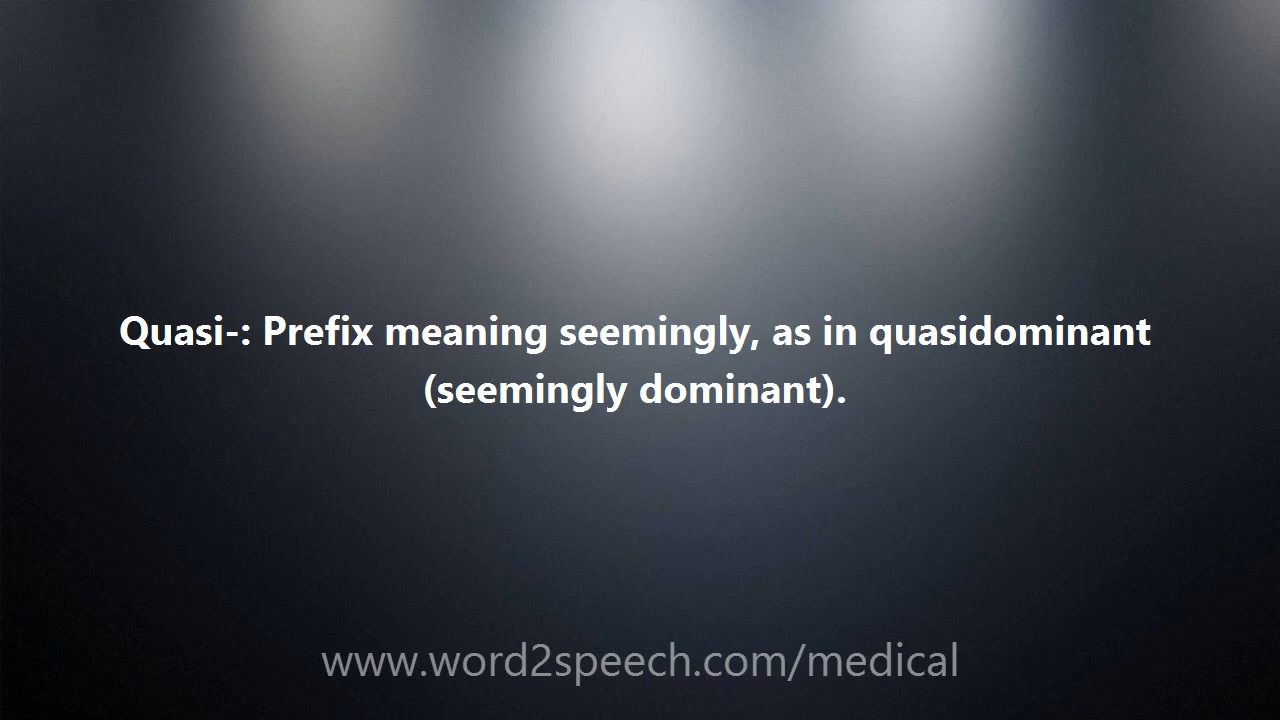 Quasi-: Prefix meaning seemingly, as in quasidominant
(seemingly dominant).
www.word2speech.com/medical